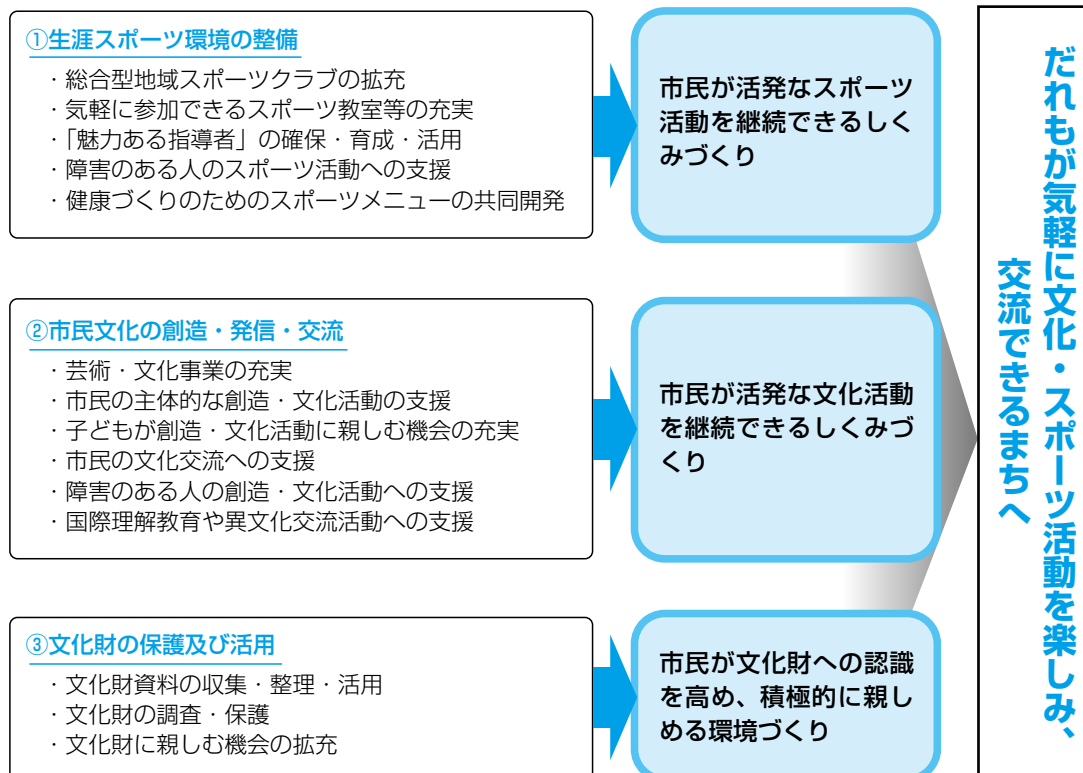 ①生涯スポーツ環境の整備
・総合型地域スポーツクラブの拡充
・気軽に参加できるスポーツ教室等の充実
・「魅力ある指導者」の確保・育成・活用
・障害のある人のスポーツ活動への支援
・健康づくりのためのスポーツメニューの共同開発
市民が活発なスポーツ
活動を継続できるしく
みづくり
②市民文化の創造・発信・交流
・芸術・文化事業の充実
・市民の主体的な創造・文化活動の支援
・子どもが創造・文化活動に親しむ機会の充実
・市民の文化交流への支援
・障害のある人の創造・文化活動への支援
・国際理解教育や異文化交流活動への支援
市民が活発な文化活動
を継続できるしくみづ
くり
③文化財の保護及び活用
・文化財資料の収集・整理・活用
・文化財の調査・保護
・文化財に親しむ機会の拡充
市民が文化財への認識
を高め、積極的に親し
める環境づくり
だれもが気軽に文化・スポーツ活動を楽しみ、
交流できるまちへ